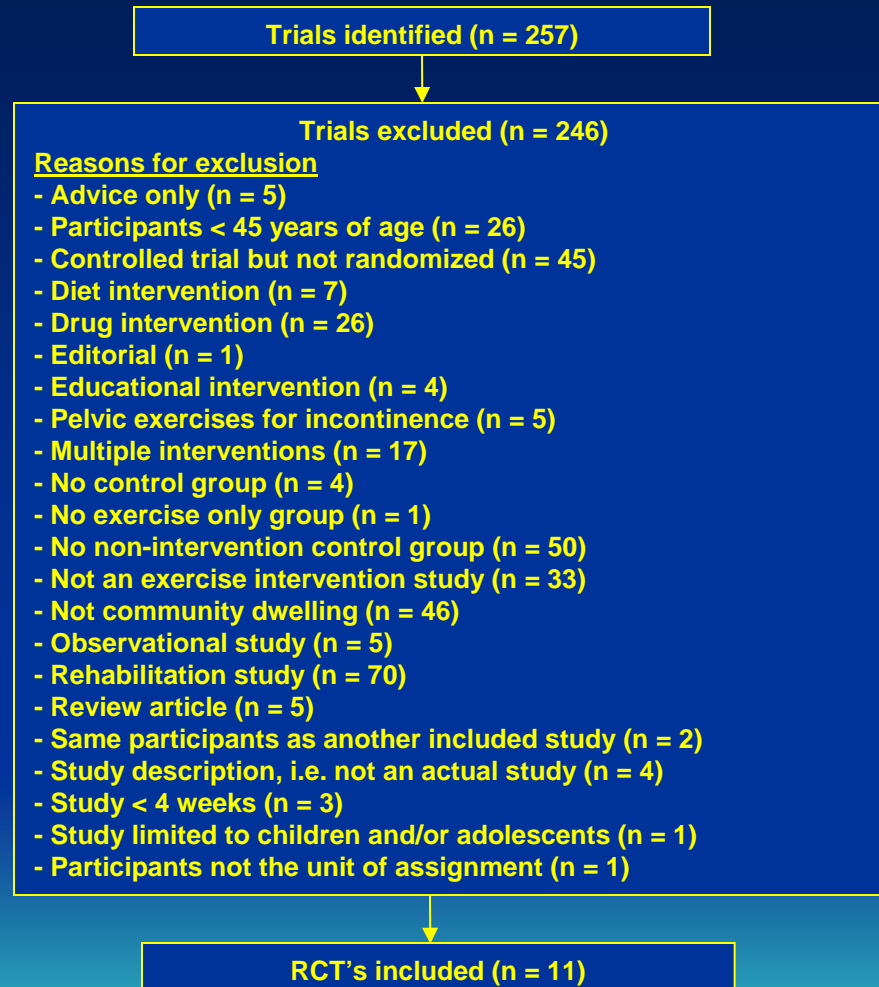 Trials identified (n = 257)
Trials excluded (n = 246)
Reasons for exclusion
- Advice only (n = 5)
- Participants < 45 years of age (n = 26)
- Controlled trial but not randomized (n = 45)
- Diet intervention (n = 7)
- Drug intervention (n = 26)
- Editorial (n = 1)
- Educational intervention (n = 4)
- Pelvic exercises for incontinence (n = 5)
- Multiple interventions (n = 17)
- No control group (n = 4)
- No exercise only group (n = 1)
- No non-intervention control group (n = 50)
- Not an exercise intervention study (n = 33)
- Not community dwelling (n = 46)
- Observational study (n = 5)
- Rehabilitation study (n = 70)
- Review article (n = 5)
- Same participants as another included study (n = 2)
- Study description, i.e. not an actual study (n = 4)
- Study < 4 weeks (n = 3)
- Study limited to children and/or adolescents (n = 1)
- Participants not the unit of assignment (n = 1)
RCT’s included (n = 11)